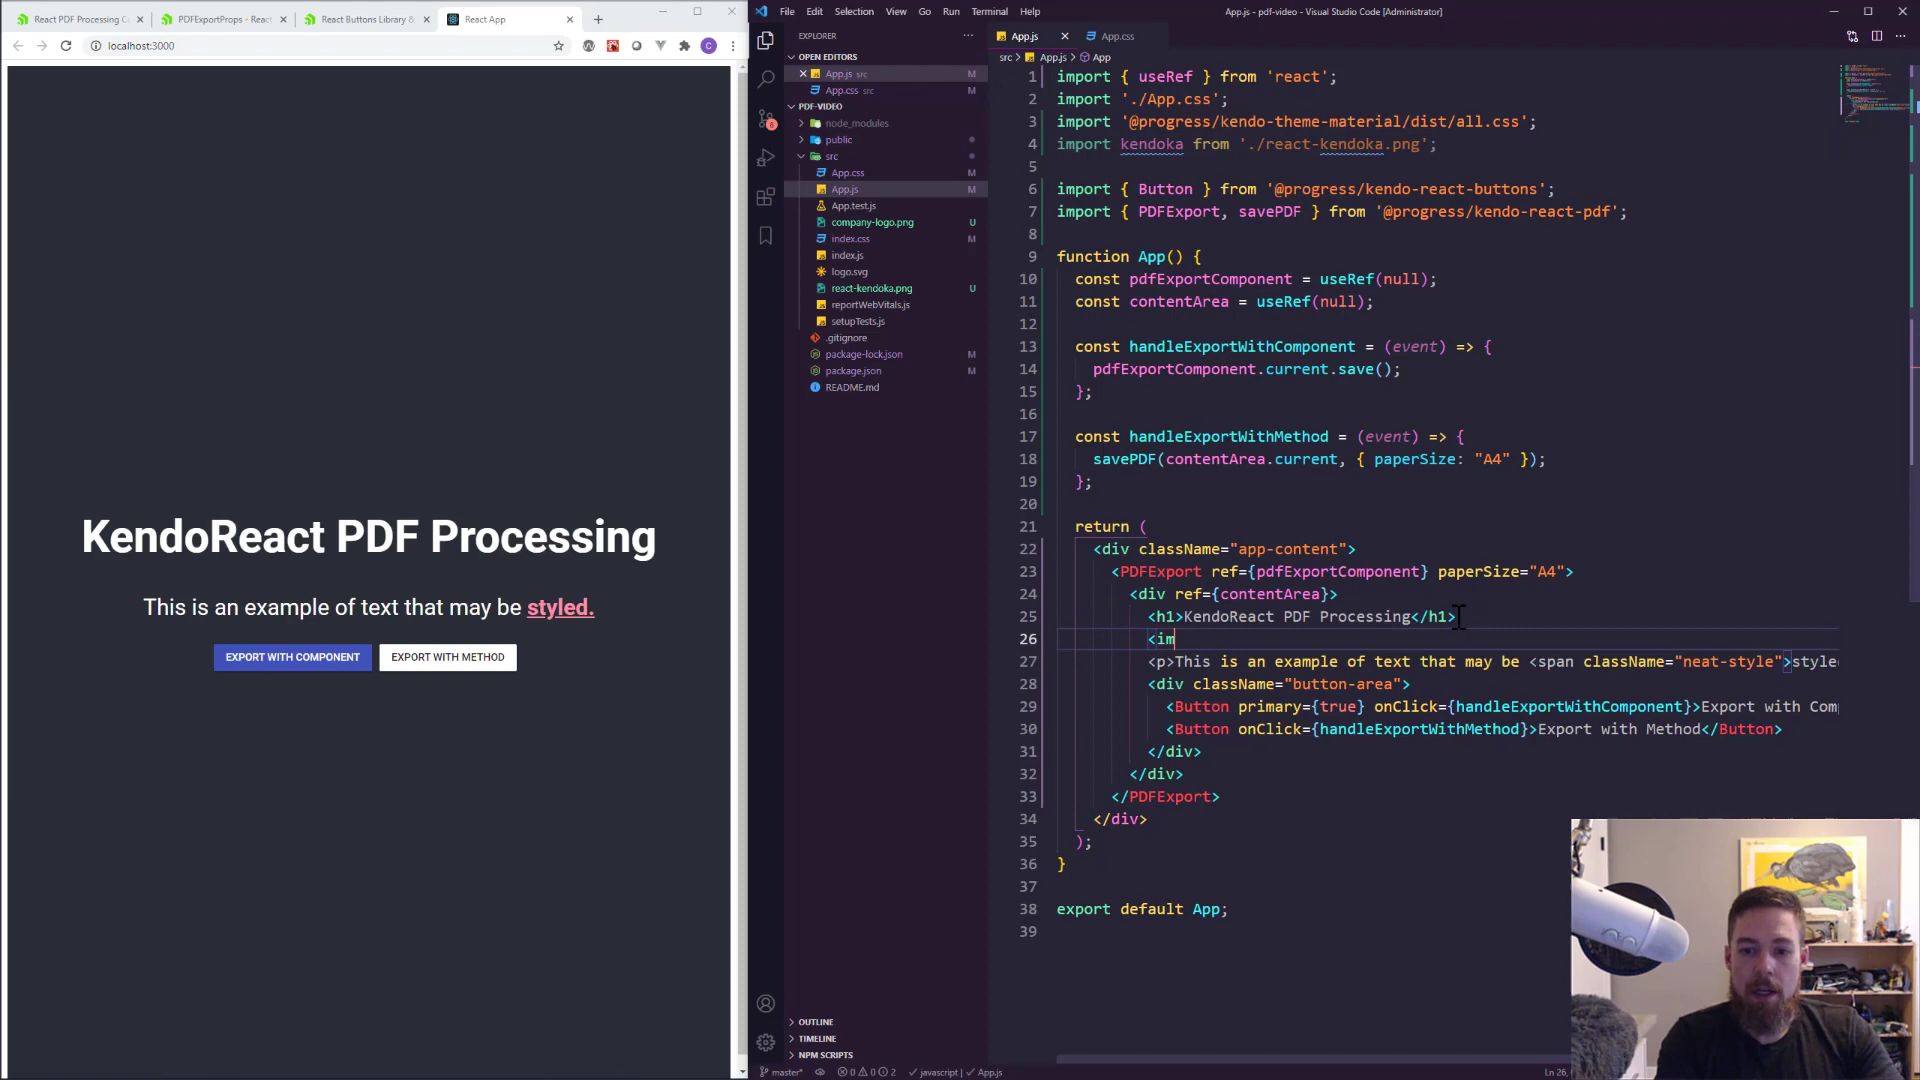 React PDF Processing C
PDFExportProps - React
React Buttons Library &
React App
localhost:3000
KendoReact PDF Processing
This is an example of text that may be styled.
EXPORT WITH COMPONENT
EXPORT WITH METHOD
File Edit Selection View Go Run Terminal Help
App.js - pdf-video - Visual Studio Code [Administrator]
EXPLORER
OPEN EDITORS
App.js src M
App.css src M
PDF-VIDEO
node_modules
public
src
App.css M
App.js M
App.test.js
company-logo.png U
index.css M
index.js
logo.svg
react-kendoka.png U
reportWebVitals.js
setupTests.js
.gitignore
package-lock.json M
package.json M
README.md
OUTLINE
TIMELINE
NPM SCRIPTS
App.js
App.css
src > App.js > App
1 import { useRef } from 'react';
2 import './App.css';
3 import '@progress/kendo-theme-material/dist/all.css';
4 import kendoka from './react-kendoka.png';
5
6 import { Button } from '@progress/kendo-react-buttons';
7 import { PDFExport, savePDF } from '@progress/kendo-react-pdf';
8
9 function App() {
10 const pdfExportComponent = useRef(null);
11 const contentArea = useRef(null);
12
13 const handleExportWithComponent = (event) => {
14 pdfExportComponent.current.save();
15 };
16
17 const handleExportWithMethod = (event) => {
18 savePDF(contentArea.current, { paperSize: "A4" });
19 };
20
21 return (
22 <div className="app-content">
23 <PDFExport ref={pdfExportComponent} paperSize="A4">
24 <div ref={contentArea}>
25 <h1>KendoReact PDF Processing</h1>
26 <im
27 <p>This is an example of text that may be <span className="neat-style">style
28 <div className="button-area">
29 <Button primary={true} onClick={handleExportWithComponent}>Export with Com
30 <Button onClick={handleExportWithMethod}>Export with Method</Button>
31 </div>
32 </div>
33 </PDFExport>
34 </div>
35 );
36 }
37
38 export default App;
39
master* 0 0 2 javascript | App.js
Ln 26,